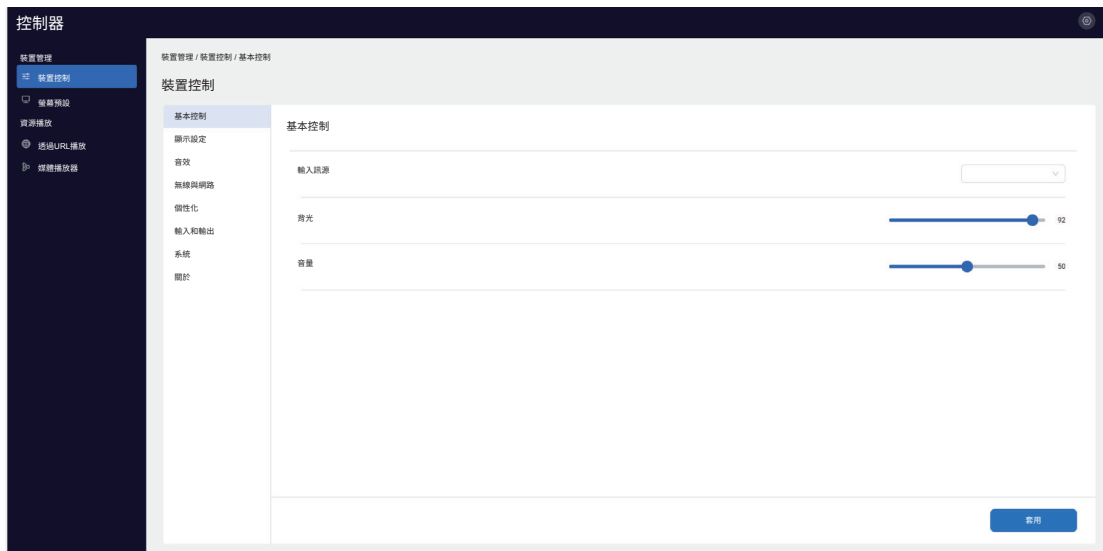 控制器
裝置管理
裝置控制
螢幕預設
資源播放
透過URL播放
媒體播放器
裝置管理 / 裝置控制 / 基本控制
裝置控制
基本控制
顯示設定
音效
無線與網路
個性化
輸入和輸出
系統
關於
基本控制
輸入訊源
背光
92
音量
50
套用